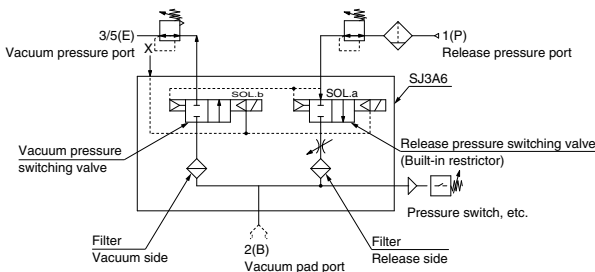 3/5(E)
Vacuum pressure port
X
1(P)
Release pressure port
SJ3A6
SOL.b
SOL.a
Vacuum pressure
switching valve
Release pressure switching valve
(Built-in restrictor)
Pressure switch, etc.
Filter
Vacuum side
2(B)
Vacuum pad port
Filter
Release side